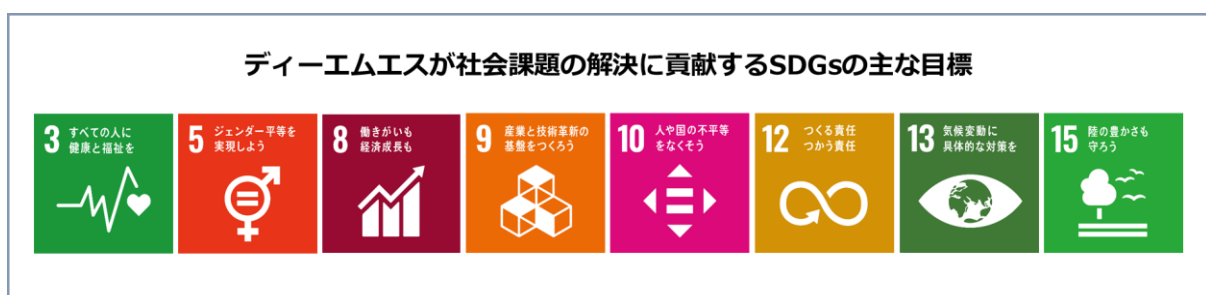 ディーエムエスが社会課題の解決に貢献するSDGsの主な目標
3 すべての人に
健康と福祉を
5 ジェンダー平等を
実現しよう
8 働きがいも
経済成長も
9 産業と技術革新の
基盤をつくろう
10 人や国の不平等
をなくそう
12 つくる責任
つかう責任
13 気候変動に
具体的な対策を
15 陸の豊かさも
守ろう